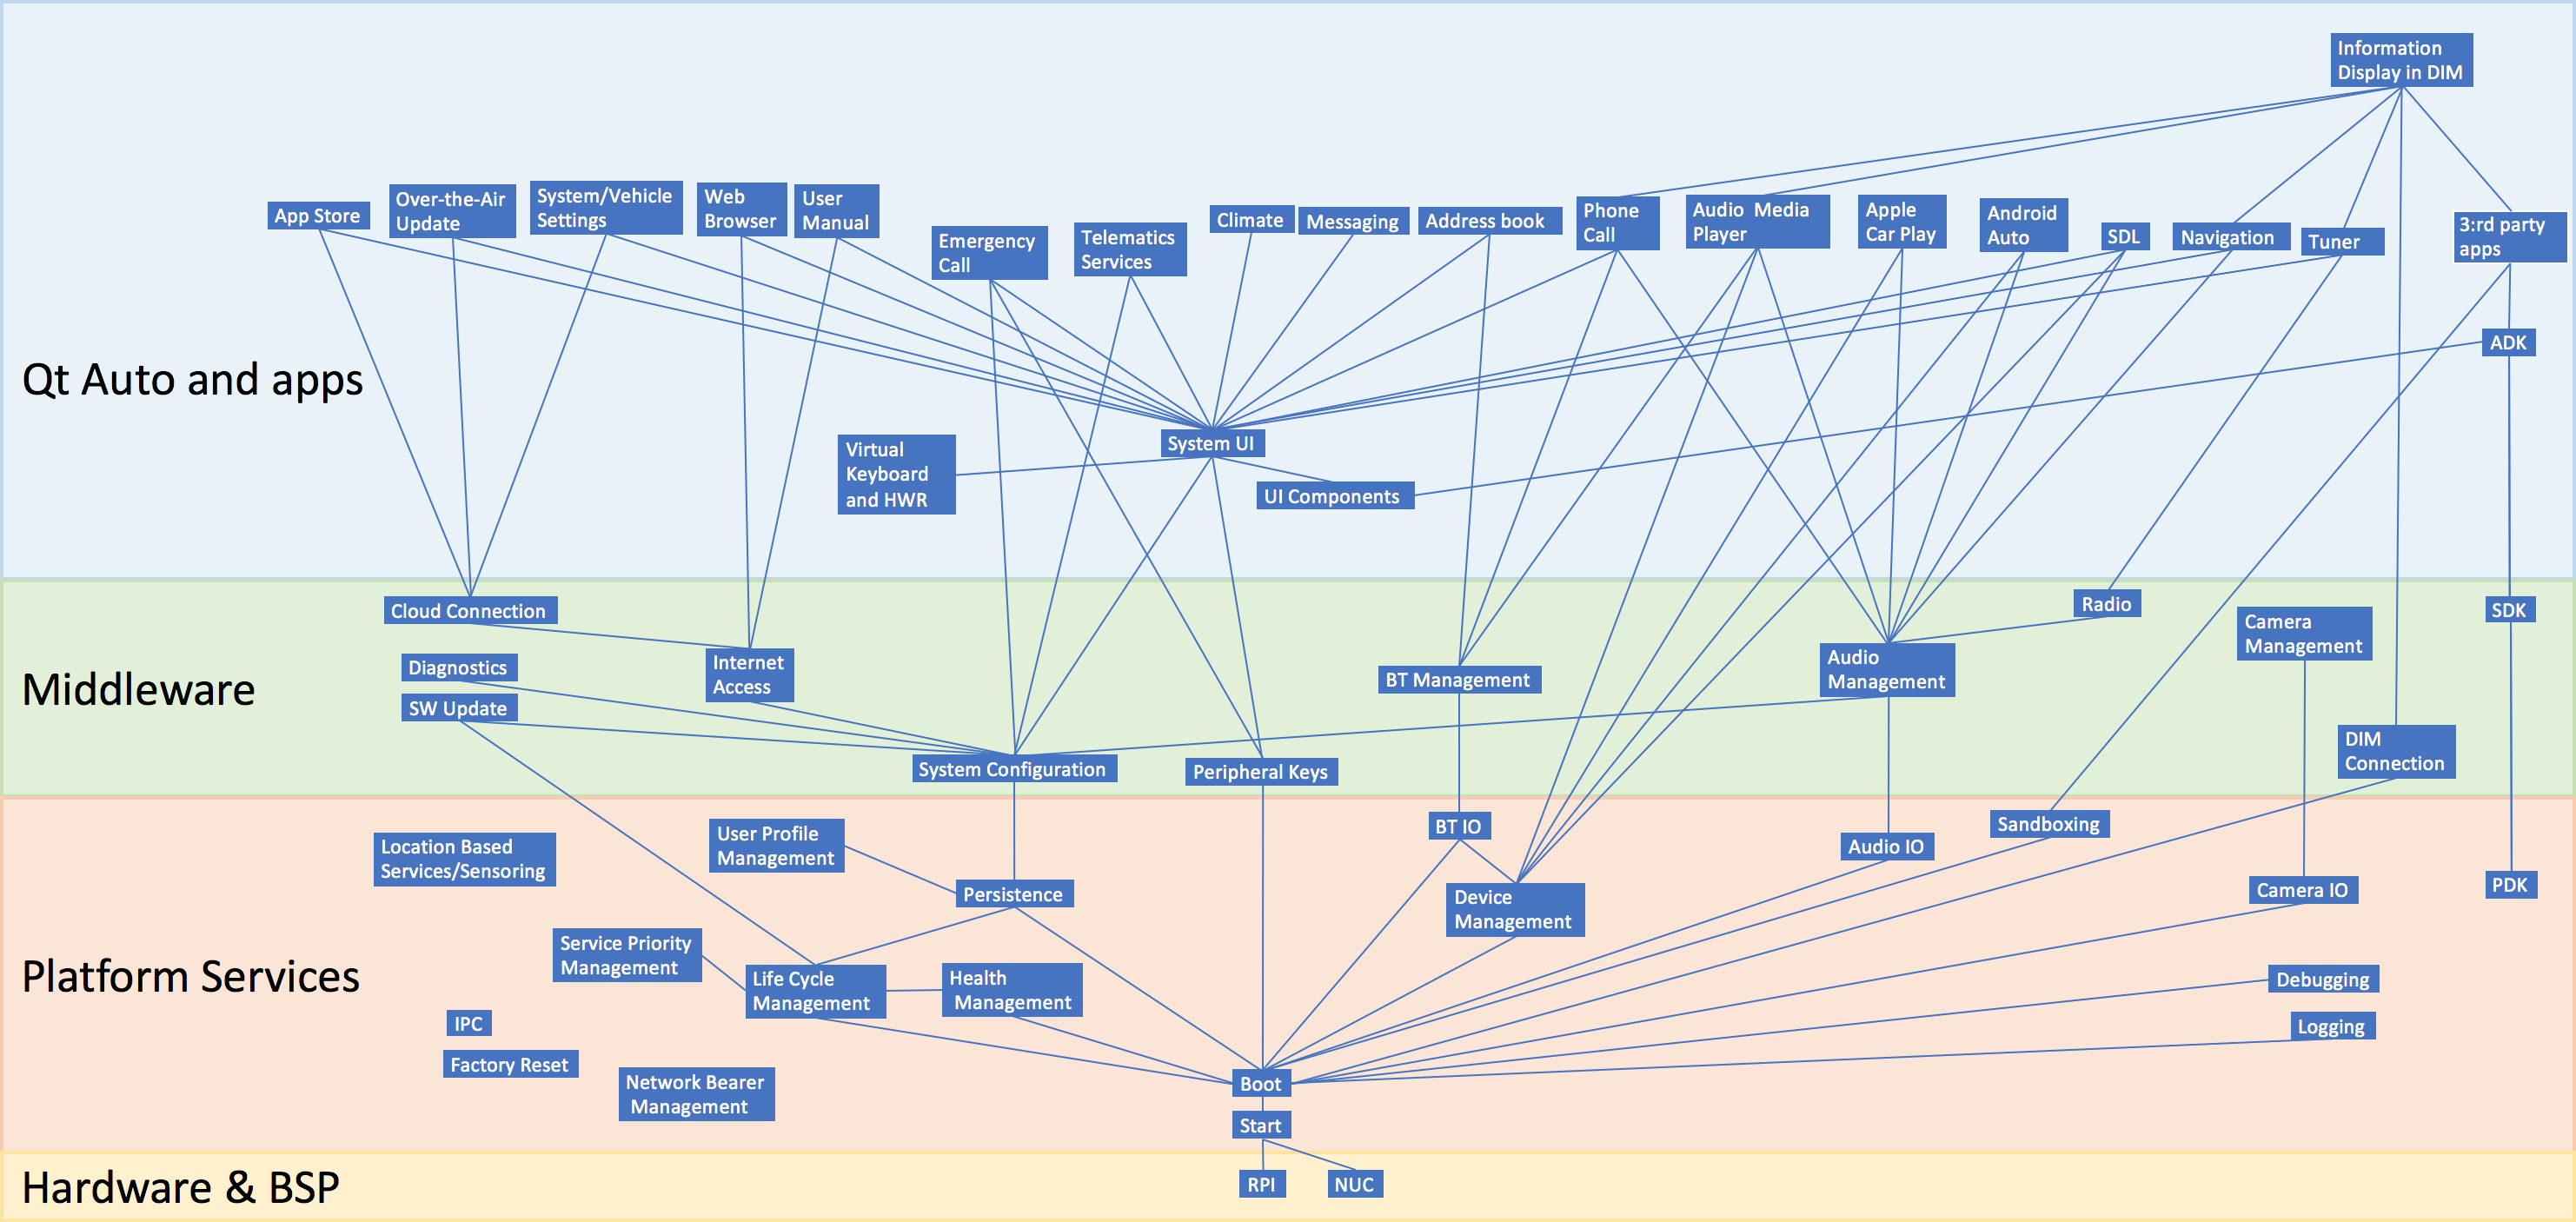 Information
Display in DIM
App Store
Over-the-Air
Update
System/Vehicle
Settings
Web
Browser
User
Manual
Emergency
Call
Telematics
Services
Climate
Messaging
Address book
Phone
Call
Audio Media
Player
Apple
Car Play
Android
Auto
SDL
Navigation
Tuner
3:rd party
apps
ADK
Qt Auto and apps
System UI
Virtual
Keyboard
and HWR
UI Components
Cloud Connection
Radio
SDK
Camera
Management
Diagnostics
Internet
Access
Audio
Management
BT Management
Middleware
SW Update
DIM
Connection
System Configuration
Peripheral Keys
Location Based
Services/Sensoring
User Profile
Management
BT IO
Sandboxing
Audio IO
Persistence
Device
Management
Camera IO
PDK
Service Priority
Management
Platform Services
Life Cycle
Management
Health
Management
Debugging
IPC
Logging
Factory Reset
Network Bearer
Management
Boot
Start
Hardware & BSP
RPI
NUC